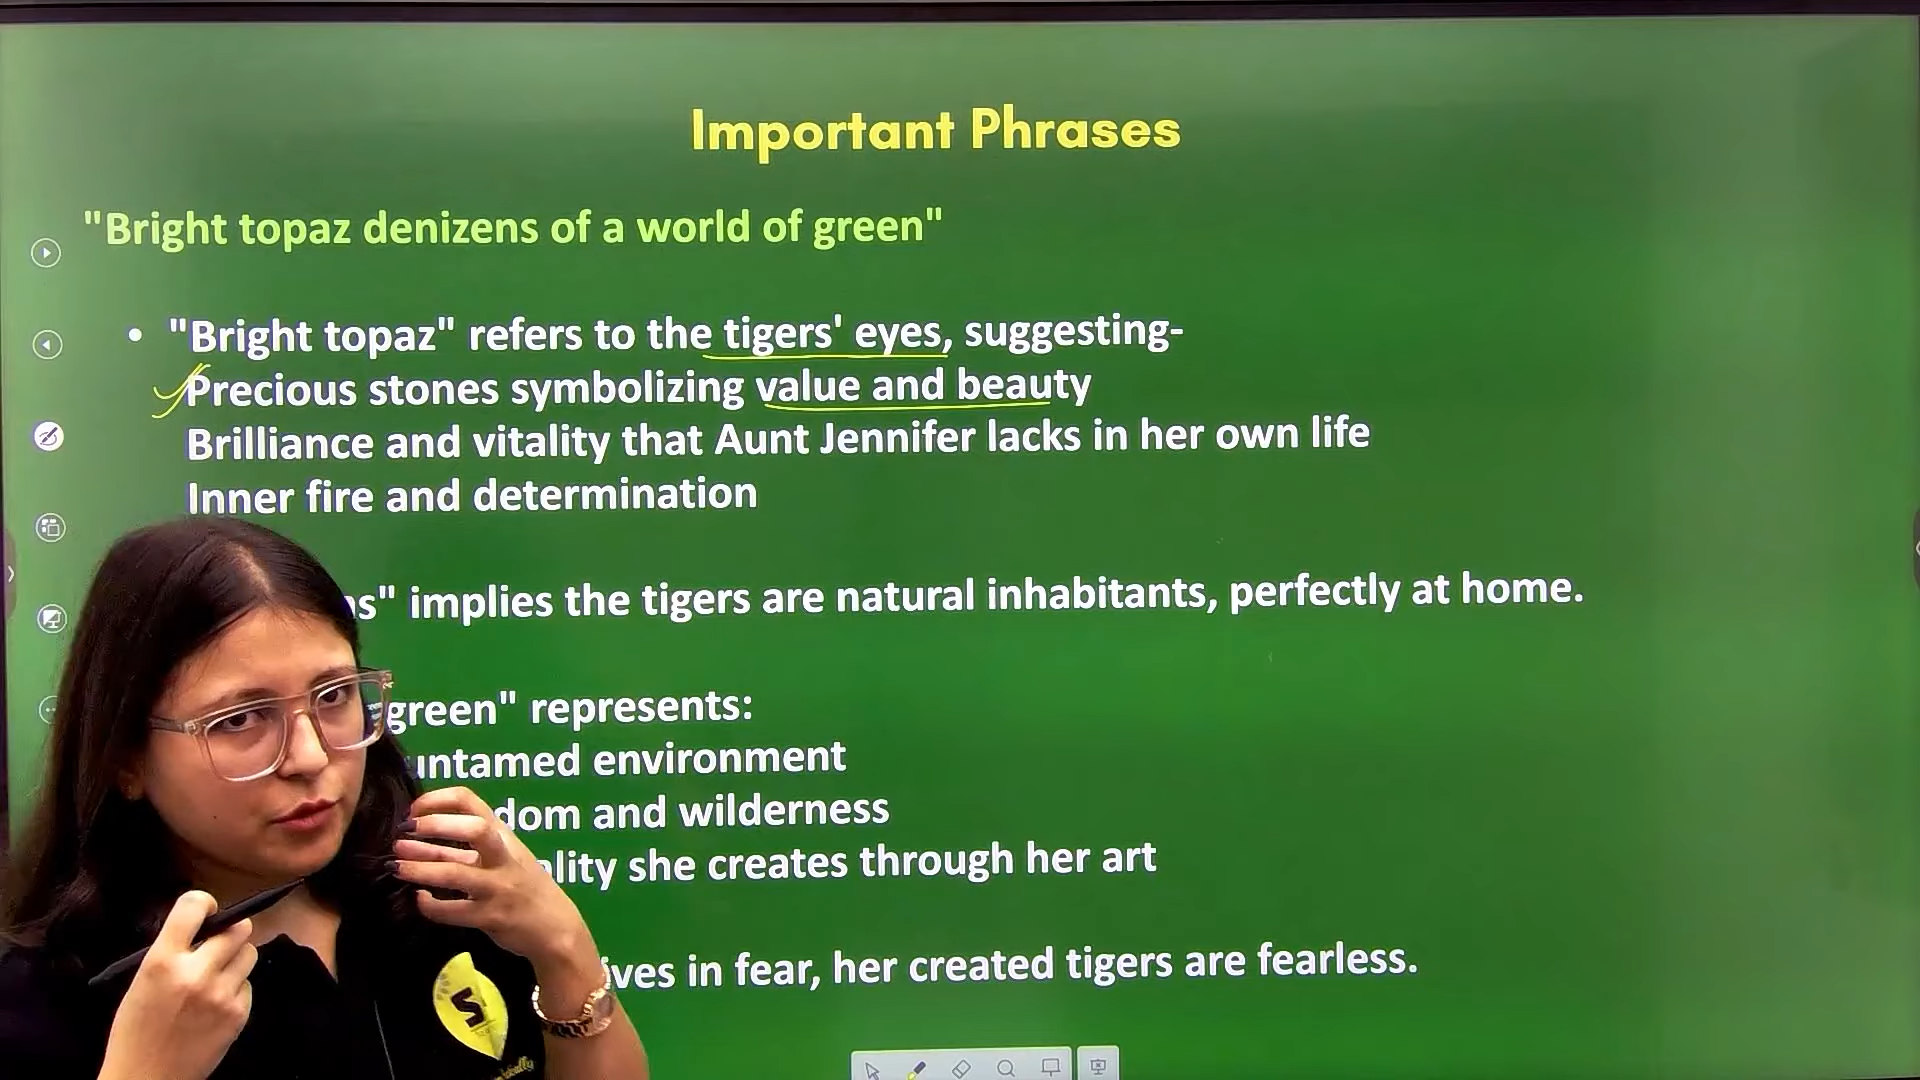 Important Phrases
"Bright topaz denizens of a world of green"
• "Bright topaz" refers to the tigers' eyes, suggesting-
Precious stones symbolizing value and beauty
Brilliance and vitality that Aunt Jennifer lacks in her own life
Inner fire and determination
implies the tigers are natural inhabitants, perfectly at home.
green" represents:
untamed environment
and wilderness
she creates through her art
in fear, her created tigers are fearless.